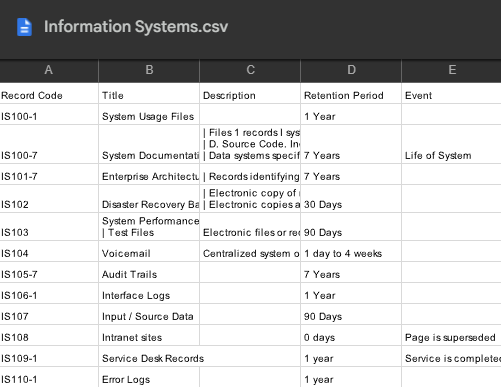 Information Systems.csv
A B C D E
Record Code Title Description Retention Period Event
IS100-1 System Usage Files 1 Year
| Files 1 records l sys
| D. Source Code. In
IS100-7 System Documentati | Data systems specif 7 Years Life of System
IS101-7 Enterprise Architectu | Records identifying 7 Years
| Electronic copy of
IS102 Disaster Recovery Ba | Electronic copies a 30 Days
System Performance
IS103 | Test Files Electronic files or rec 90 Days
IS104 Voicemail Centralized system o 1 day to 4 weeks
IS105-7 Audit Trails 7 Years
IS106-1 Interface Logs 1 Year
IS107 Input / Source Data 90 Days
IS108 Intranet sites 0 days Page is superseded
IS109-1 Service Desk Records 1 year Service is complete
IS110-1 Error Logs 1 year